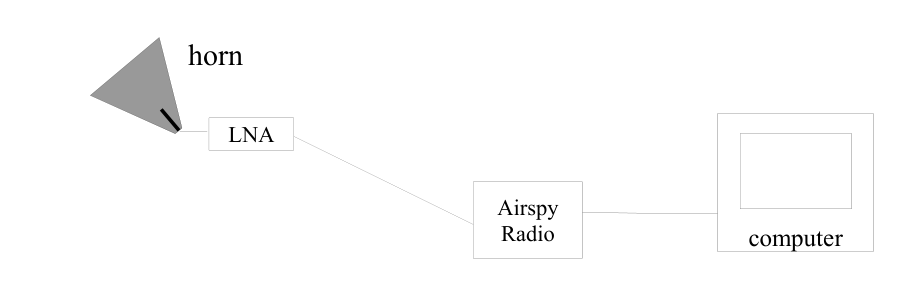 horn
LNA
Airspy
Radio
computer